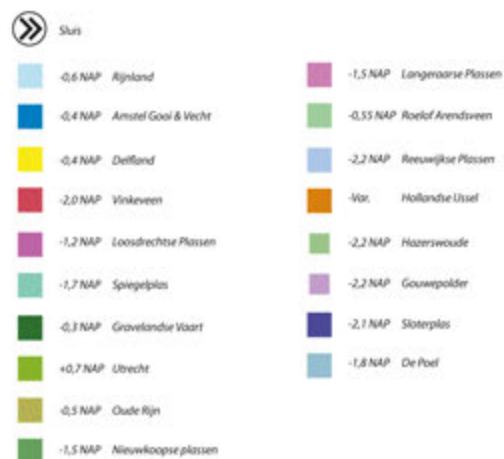 Sluis
-0,6 NAP Rijnland
-0,4 NAP Amstel Gooi & Vecht
-0,4 NAP Delfland
-2,0 NAP Vinkeveen
-1,2 NAP Loosdrechtse Plassen
-1,7 NAP Spiegelplas
-0,3 NAP Gravelandse Vaart
+0,7 NAP Utrecht
-0,5 NAP Oude Rijn
-1,5 NAP Nieuwkoopse plassen
-1,5 NAP Langeraarse Plassen
-0,55 NAP Roelof Arendsveen
-2,2 NAP Reeuwijkse Plassen
-Var. Hollandse IJssel
-2,2 NAP Hazerswoude
-2,2 NAP Gouwepolder
-2,1 NAP Sloterplas
-1,8 NAP De Poel